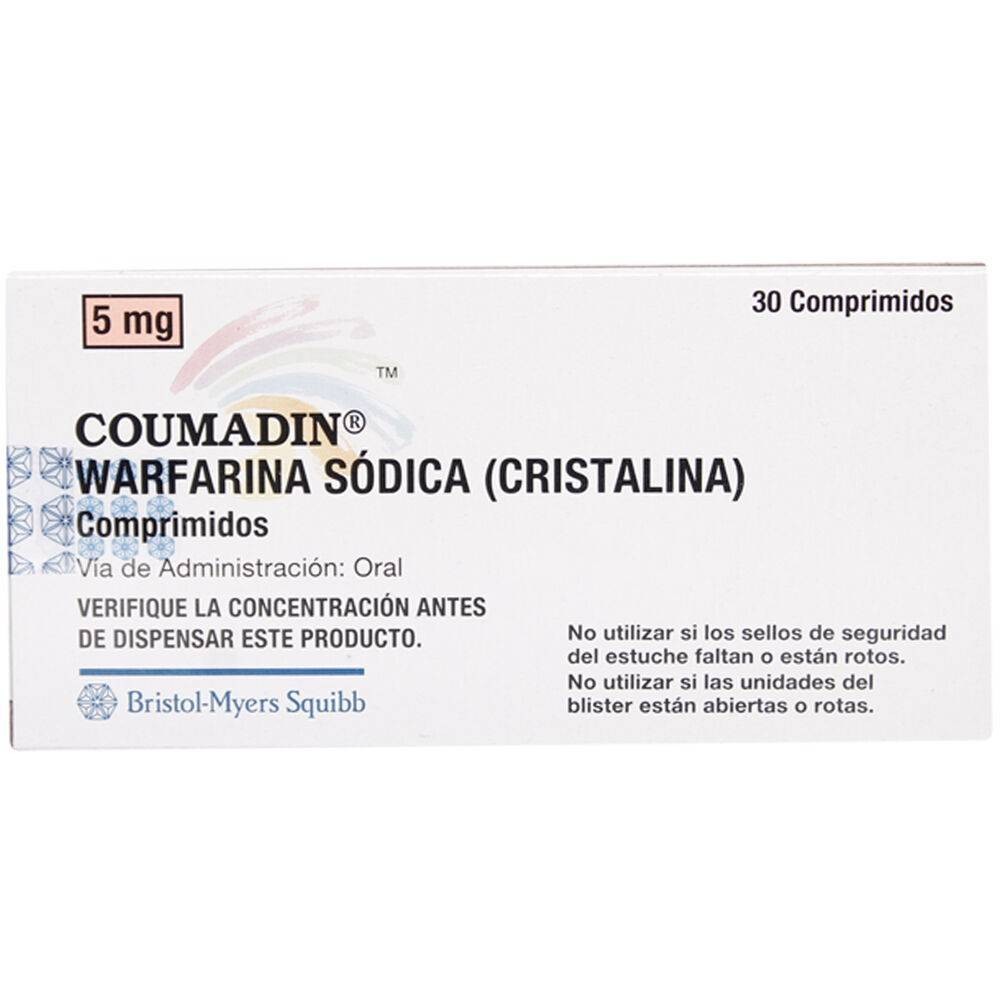 5 mg
30 Comprimidos
TM
COUMADIN®
WARFARINA SÓDICA (CRISTALINA)
Comprimidos
Vía de Administración: Oral
VERIFIQUE LA CONCENTRACIÓN ANTES
DE DISPENSAR ESTE PRODUCTO.
Bristol-Myers Squibb
No utilizar si los sellos de seguridad
del estuche faltan o están rotos.
No utilizar si las unidades del
blister están abiertas o rotas.